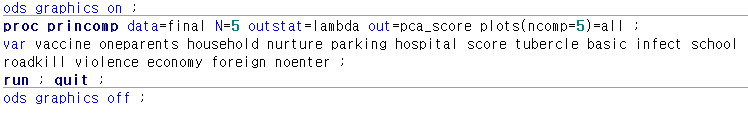 ods graphics on ;
proc princomp data=final N=5 outstat=lambda out=pca_score plots(ncomp=5)=all ;
var vaccine oneparents household nurture parking hospital score tubercle basic infect school
roadkill violence economy foreign noenter ;
run ; quit ;
ods graphics off ;